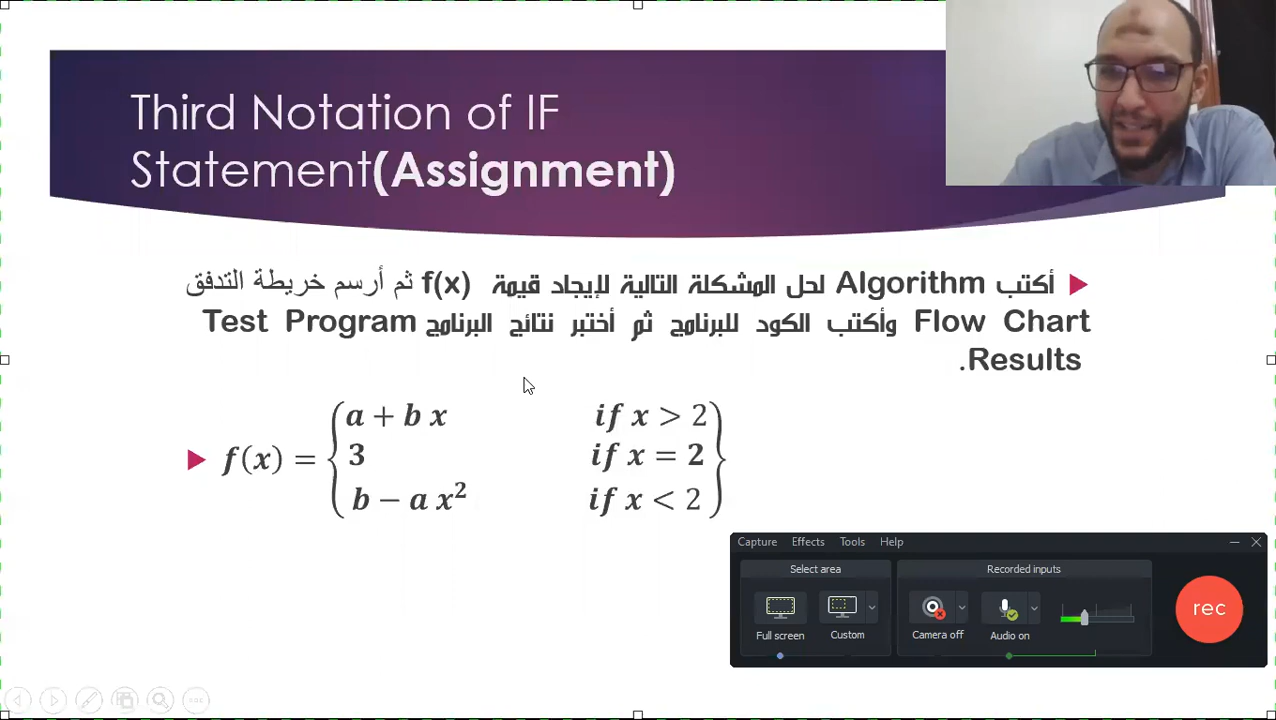 Third Notation of IF
Statement(Assignment)
أكتب Algorithm لحل المشكلة التالية لإيجاد قيمة f(x) ثم أرسم خريطة التدفق
Flow Chart وأكتب الكود للبرنامج ثم أختبر نتائج البرنامج Test Program
Results.
a + b x if x > 2
f(x) = 3 if x = 2
b − a x² if x < 2
Capture Effects Tools Help
Select area Recorded inputs
rec
Full screen Custom Camera off Audio on